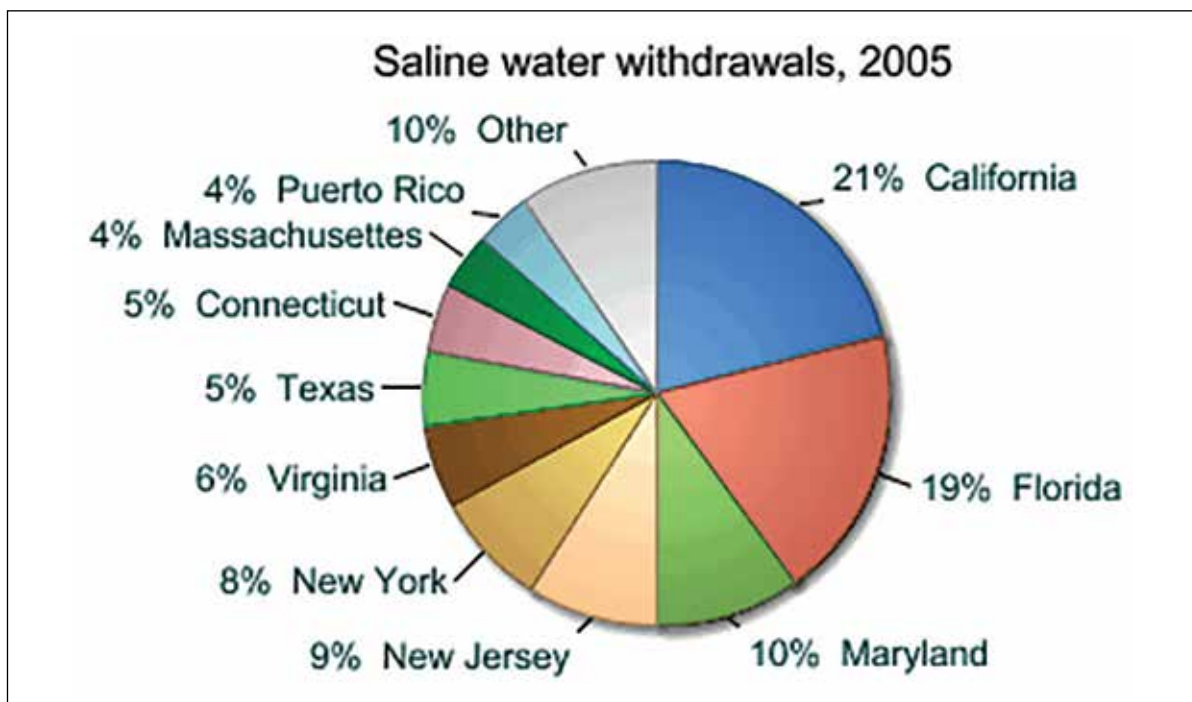 Saline water withdrawals, 2005
10% Other
4% Puerto Rico
4% Massachusettes
5% Connecticut
5% Texas
6% Virginia
8% New York
9% New Jersey
21% California
19% Florida
10% Maryland